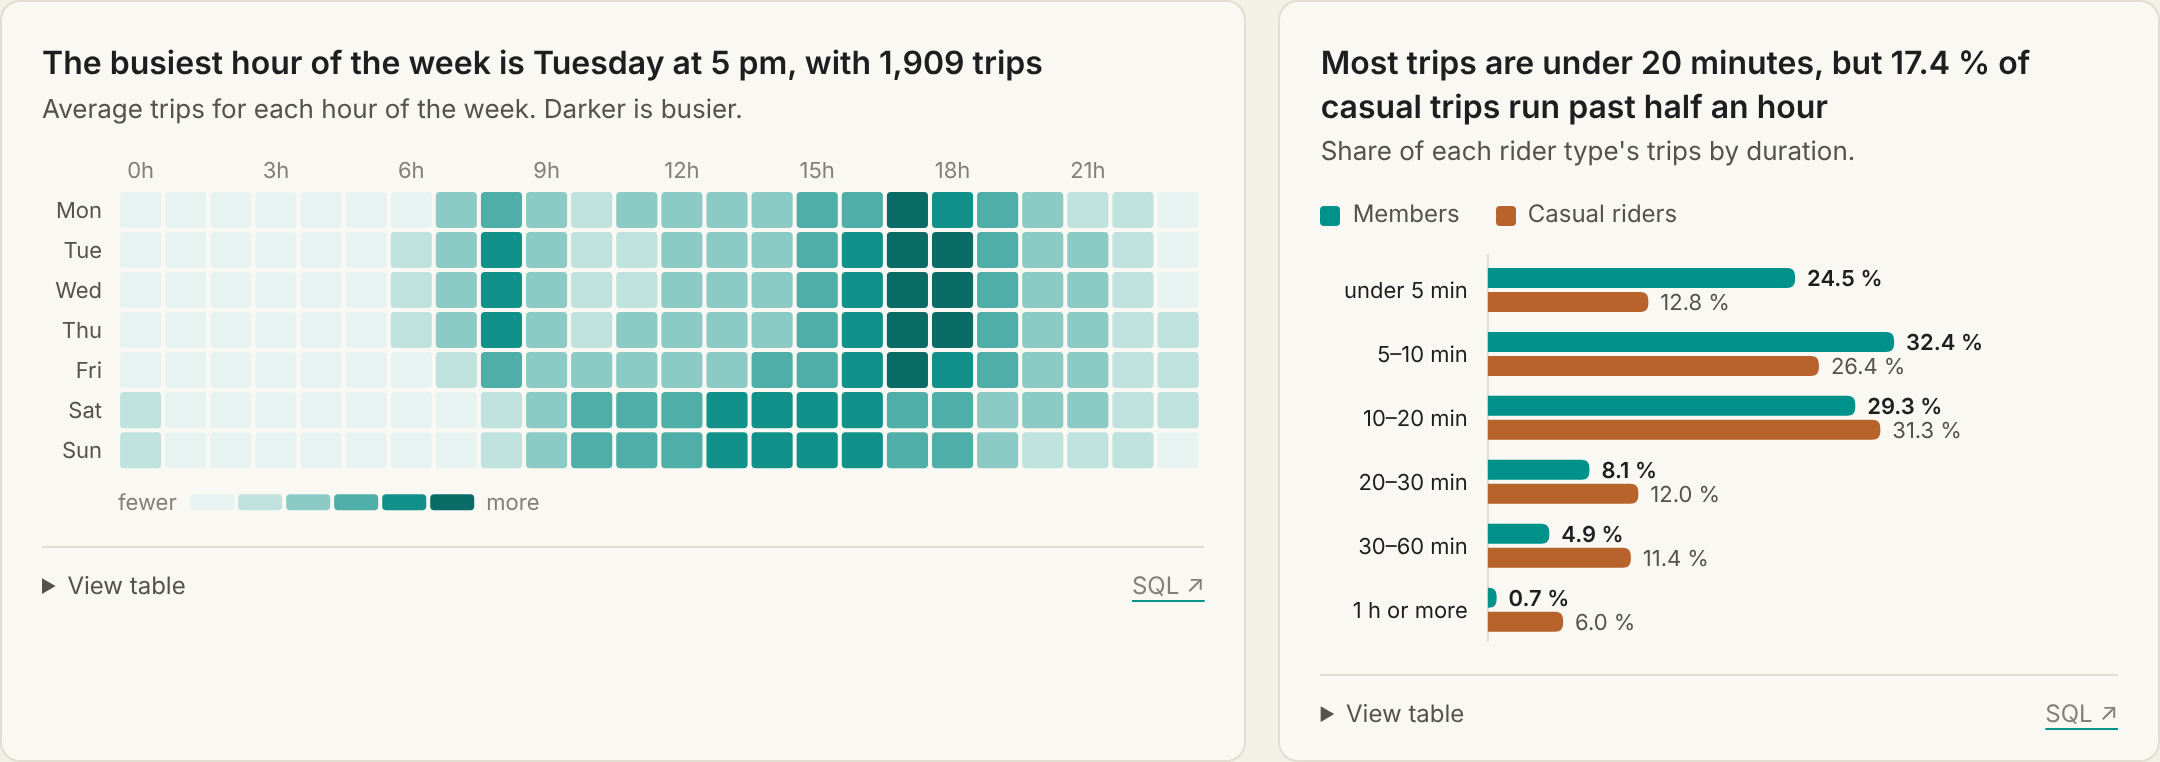 The busiest hour of the week is Tuesday at 5 pm, with 1,909 trips
Average trips for each hour of the week. Darker is busier.
0h 3h 6h 9h 12h 15h 18h 21h
Mon
Tue
Wed
Thu
Fri
Sat
Sun
fewer more
▶ View table SQL ↗
Most trips are under 20 minutes, but 17.4 % of
casual trips run past half an hour
Share of each rider type's trips by duration.
Members Casual riders
under 5 min 24.5 %
12.8 %
5–10 min 32.4 %
26.4 %
10–20 min 29.3 %
31.3 %
20–30 min 8.1 %
12.0 %
30–60 min 4.9 %
11.4 %
1 h or more 0.7 %
6.0 %
▶ View table SQL ↗